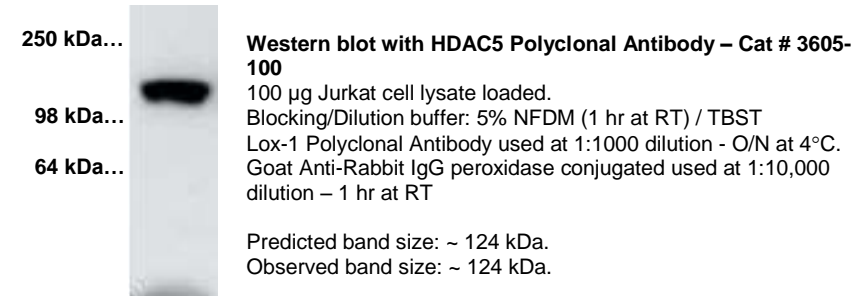 250 kDa…
98 kDa…
64 kDa…
Western blot with HDAC5 Polyclonal Antibody – Cat # 3605-
100
100 µg Jurkat cell lysate loaded.
Blocking/Dilution buffer: 5% NFDM (1 hr at RT) / TBST
Lox-1 Polyclonal Antibody used at 1:1000 dilution - O/N at 4°C.
Goat Anti-Rabbit IgG peroxidase conjugated used at 1:10,000
dilution – 1 hr at RT
Predicted band size: ~ 124 kDa.
Observed band size: ~ 124 kDa.